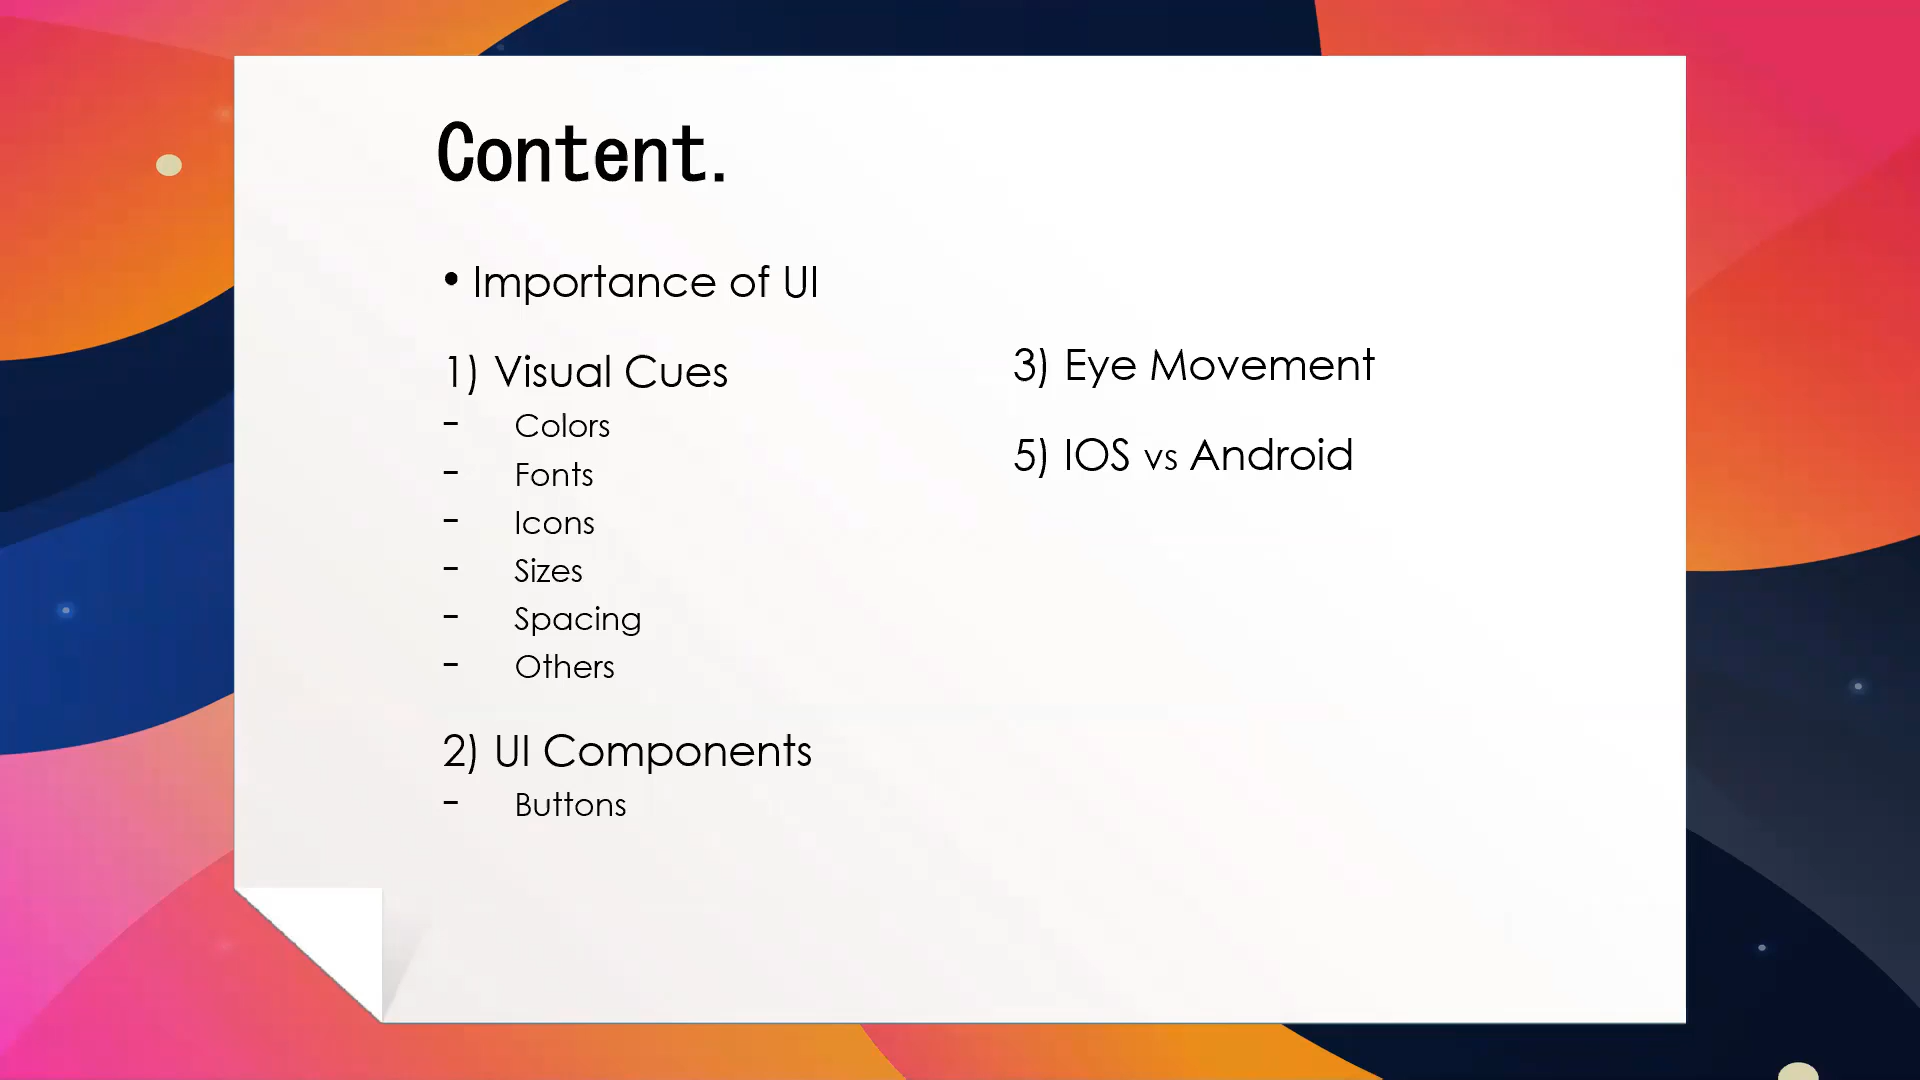 Content.
• Importance of UI
1) Visual Cues
- Colors
- Fonts
- Icons
- Sizes
- Spacing
- Others
2) UI Components
- Buttons
3) Eye Movement
5) IOS vs Android